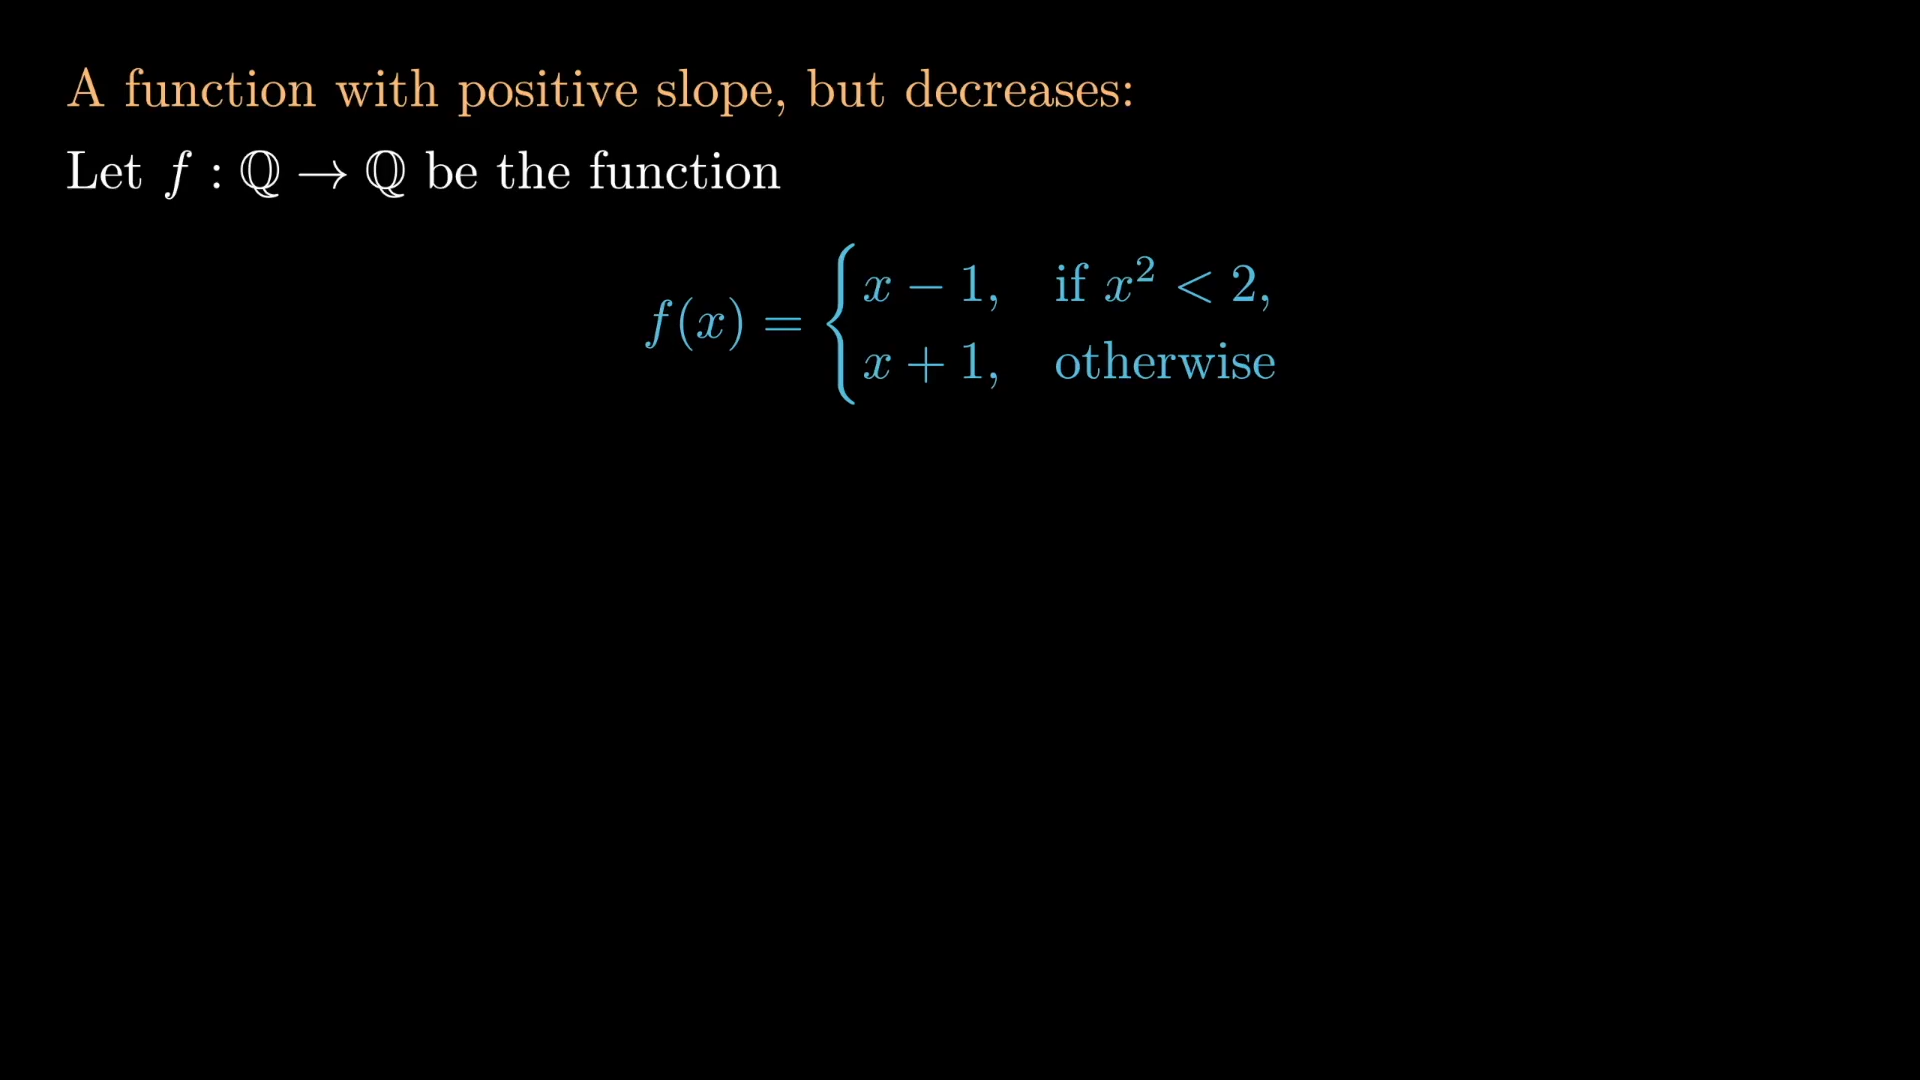 A function with positive slope, but decreases:
Let f : ℚ → ℚ be the function
f(x) = { x − 1, if x² < 2,
x + 1, otherwise